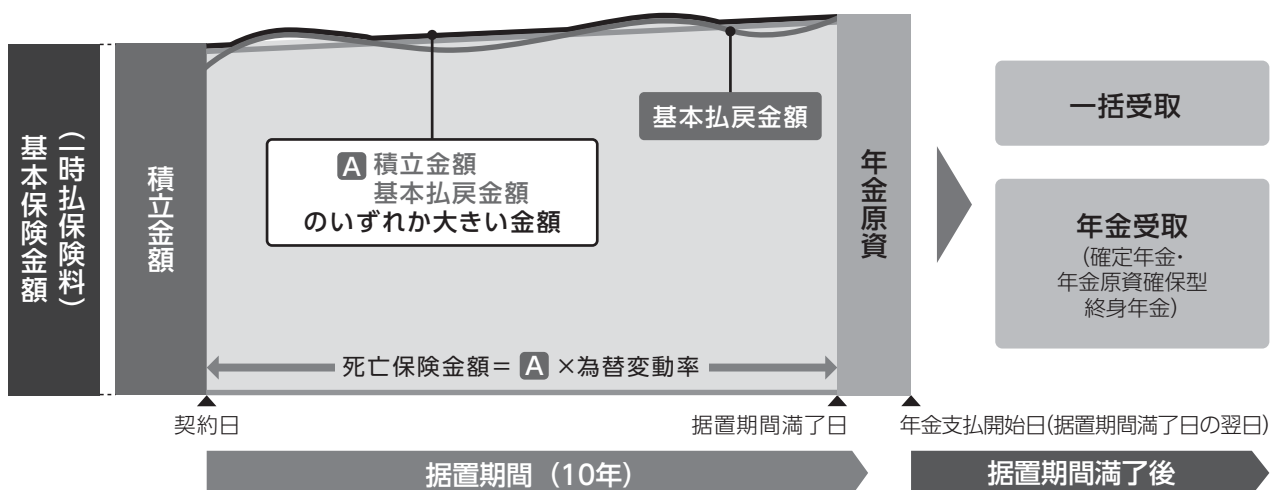 基本保険金額
（一時払保険料）
積立金額
A 積立金額
基本払戻金額
のいずれか大きい金額
基本払戻金額
死亡保険金額＝ A ×為替変動率
年金原資
一括受取
年金受取
（確定年金・
年金原資確保型
終身年金）
契約日
据置期間満了日
年金支払開始日(据置期間満了日の翌日)
据置期間（10年）
据置期間満了後